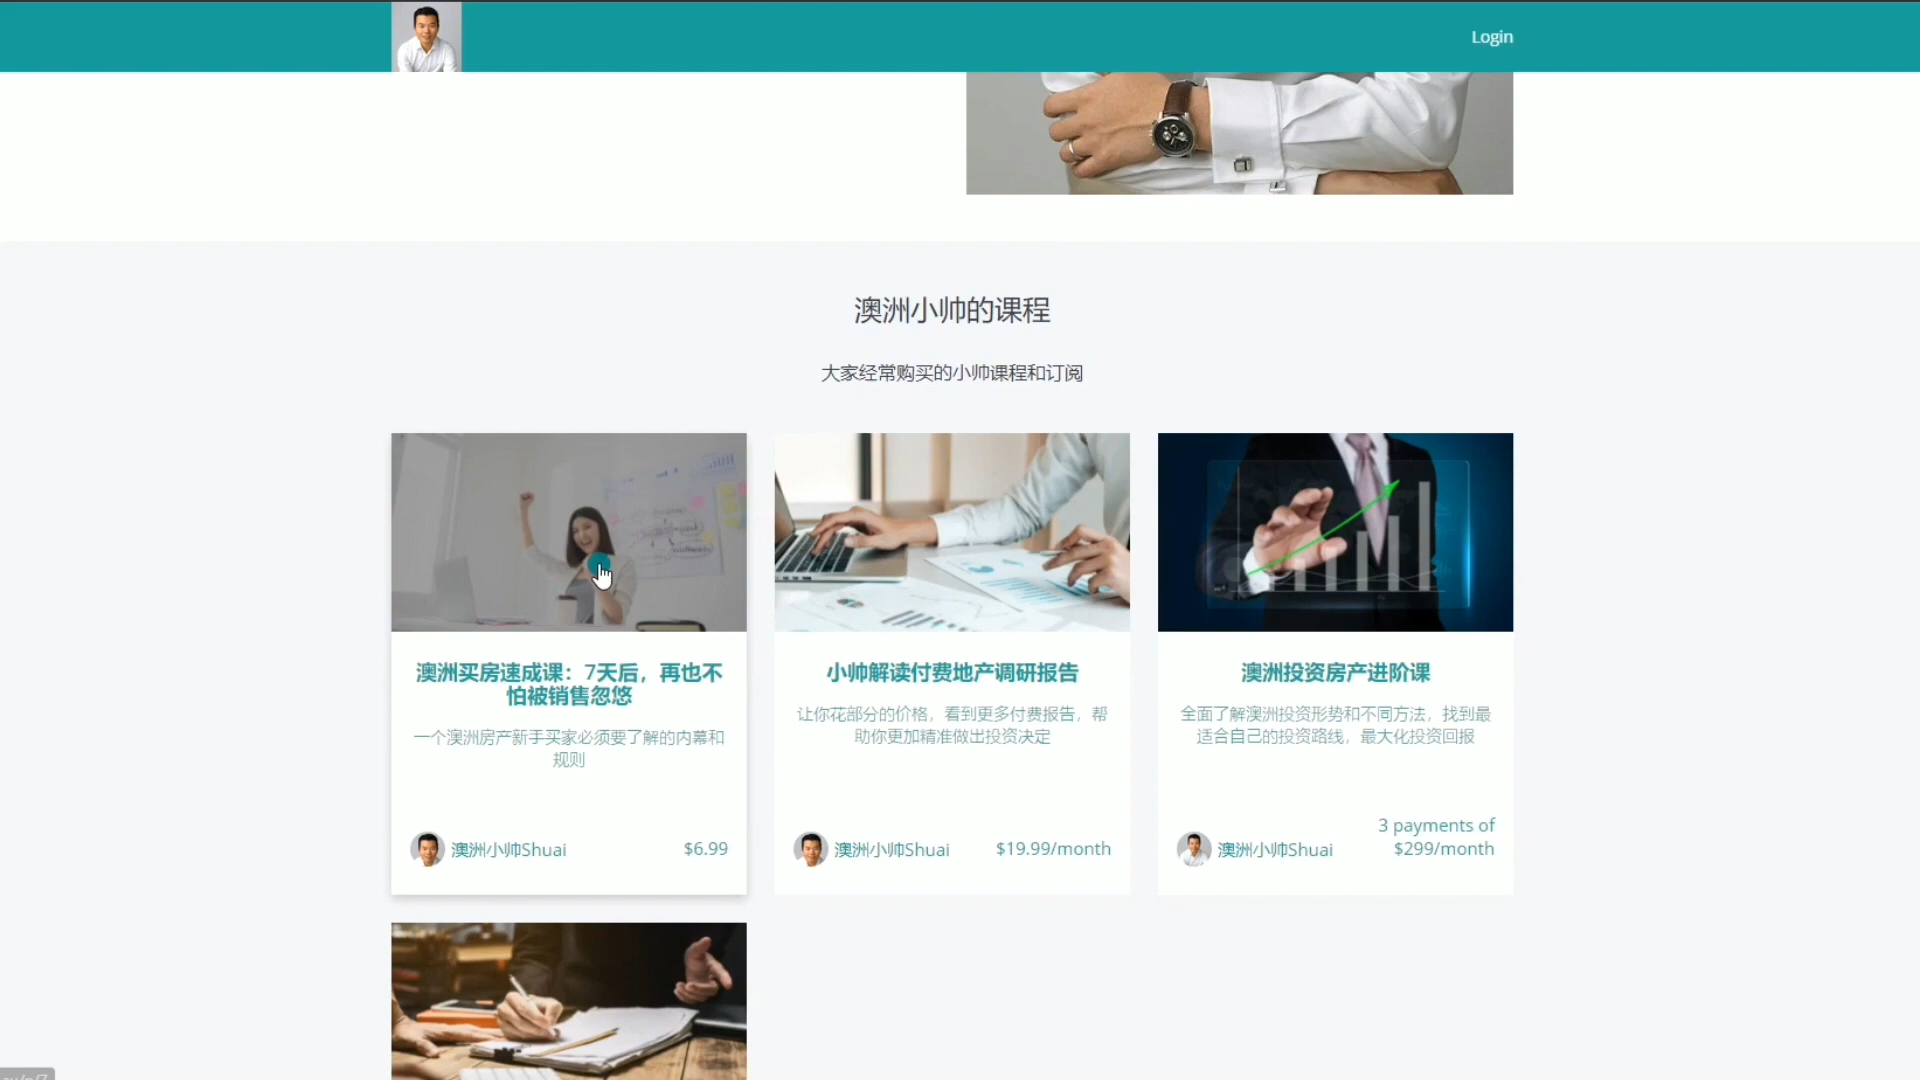 Login
澳洲小帅的课程
大家经常购买的小帅课程和订阅
澳洲买房速成课：7天后，再也不
怕被销售忽悠
一个澳洲房产新手买家必须要了解的内幕和
规则
澳洲小帅Shuai
$6.99
小帅解读付费地产调研报告
让你花部分的价格，看到更多付费报告，帮
助你更加精准做出投资决定
澳洲小帅Shuai
$19.99/month
澳洲投资房产进阶课
全面了解澳洲投资形势和不同方法，找到最
适合自己的投资路线，最大化投资回报
澳洲小帅Shuai
3 payments of
$299/month